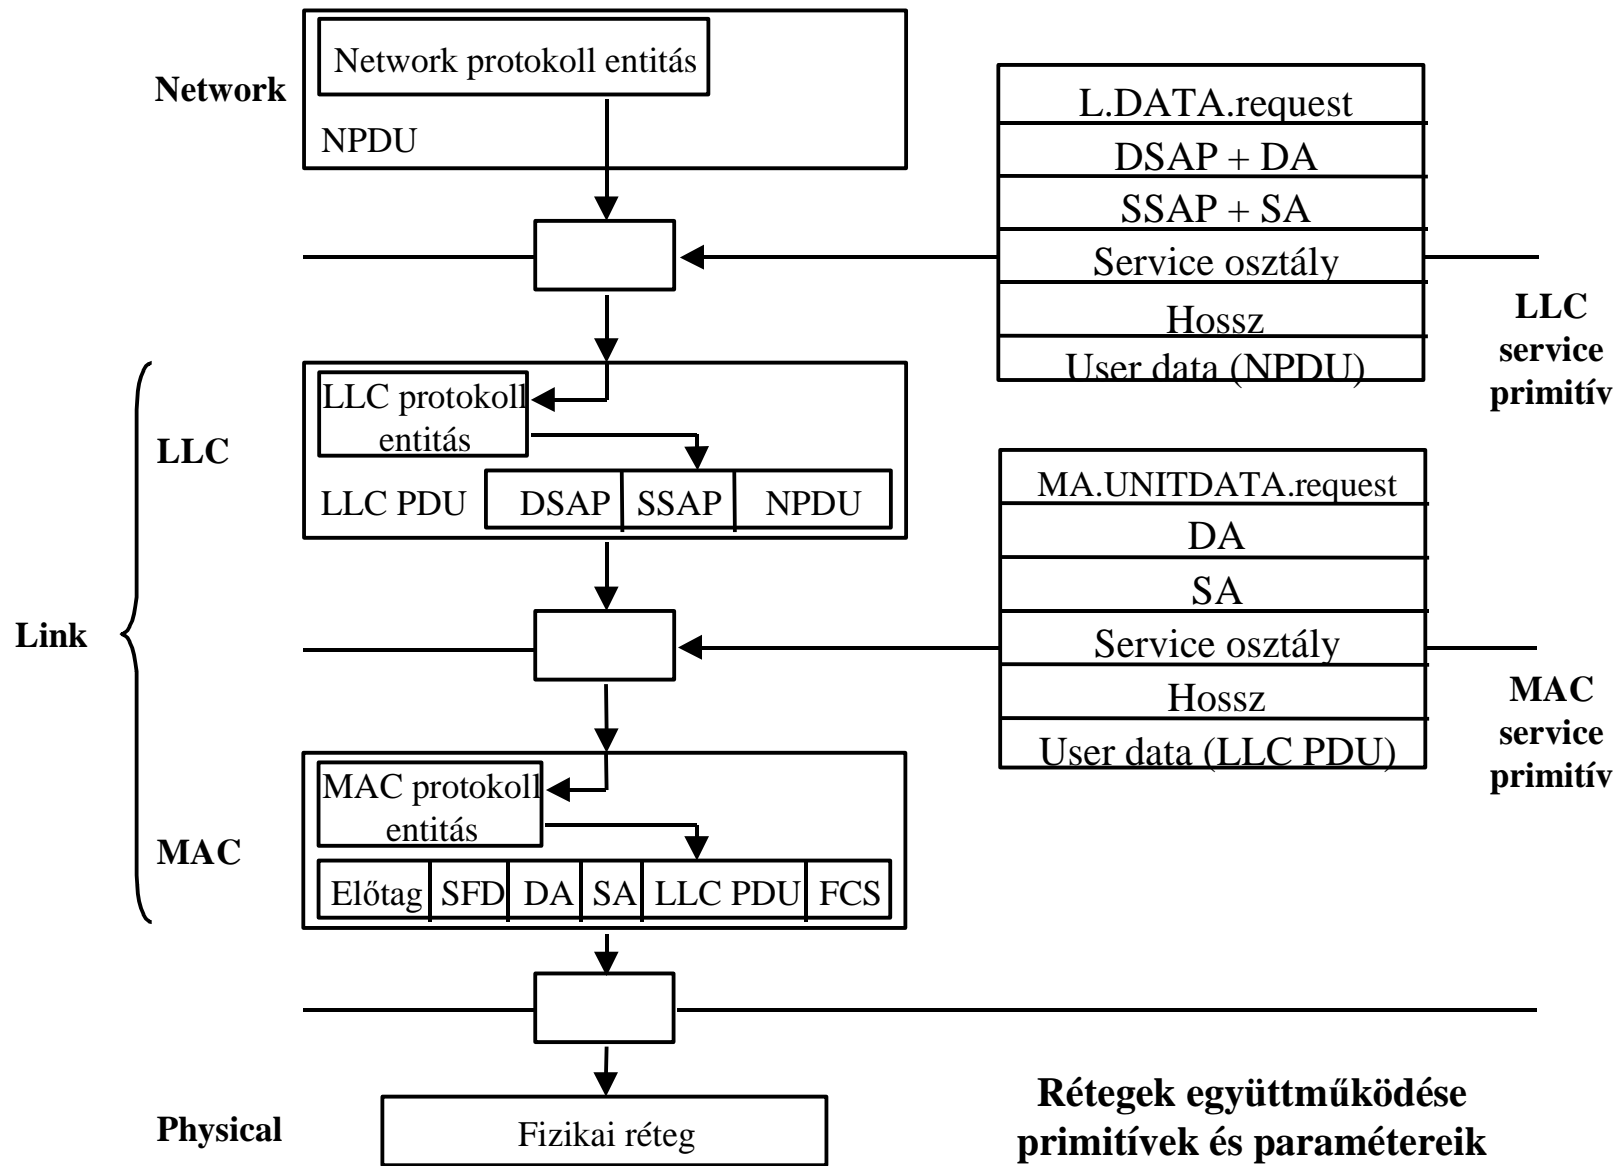 Network protokoll entitás
Network
NPDU
L.DATA.request
DSAP + DA
SSAP + SA
Service osztály
Hossz
User data (NPDU)
LLC
service
primitív
LLC protokoll
entitás
LLC
LLC PDU
DSAP
SSAP
NPDU
MA.UNITDATA.request
DA
SA
Service osztály
Hossz
User data (LLC PDU)
MAC
service
primitív
Link
MAC protokoll
entitás
MAC
Előtag
SFD
DA
SA
LLC PDU
FCS
Physical
Fizikai réteg
Rétegek együttműködése
primitívek és paramétereik